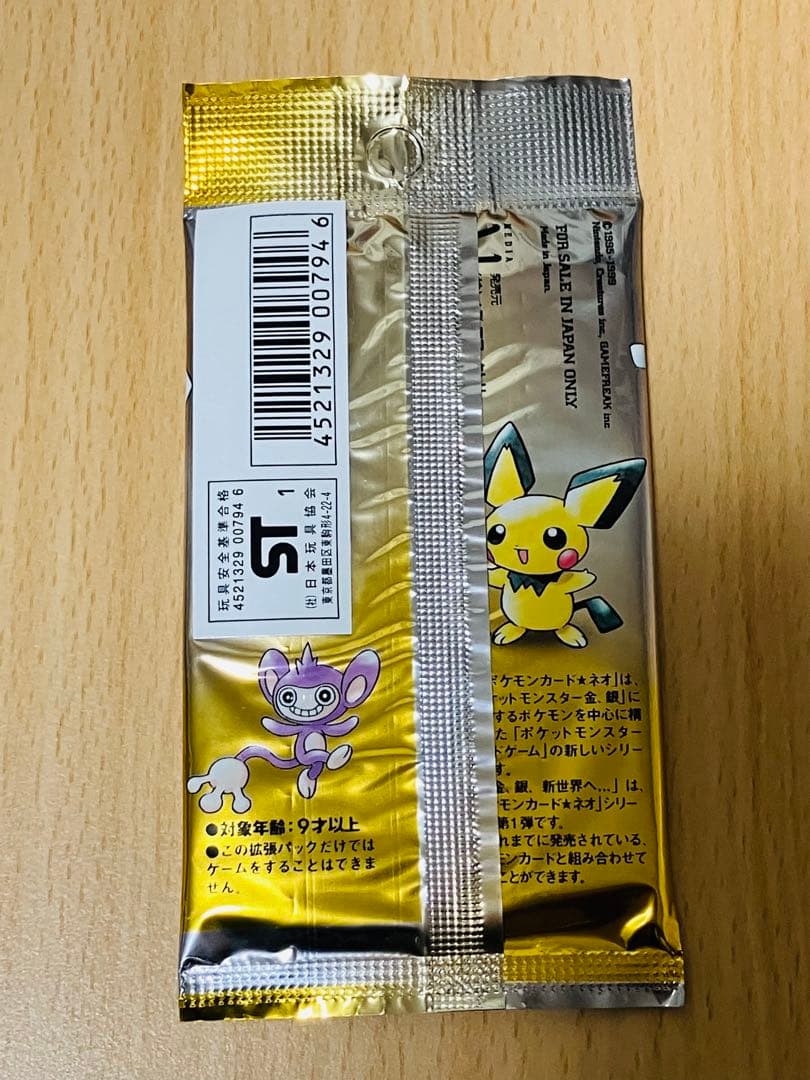 4521329 007946
玩具安全基準合格
4521329 00794 6
ST 1
(社)日本玩具協会
東京都墨田区東駒形4-22-4
©1995-1999
Nintendo, Creatures inc., GAMEFREAK inc
FOR SALE IN JAPAN ONLY
Made in Japan.
MEDIA
発売元
●対象年齢:9才以上
●この拡張パックだけでは
ゲームをすることはできま
せん。
ポケモンカード★ネオ」は、
ケットモンスター金、銀」に
するポケモンを中心に構
た「ポケットモンスター
ドゲーム」の新しいシリー
す。
金、銀、新世界へ...」は、
モンカード★ネオ」シリー
第1弾です。
れまでに発売されている、
モンカードと組み合わせて
ことができます。